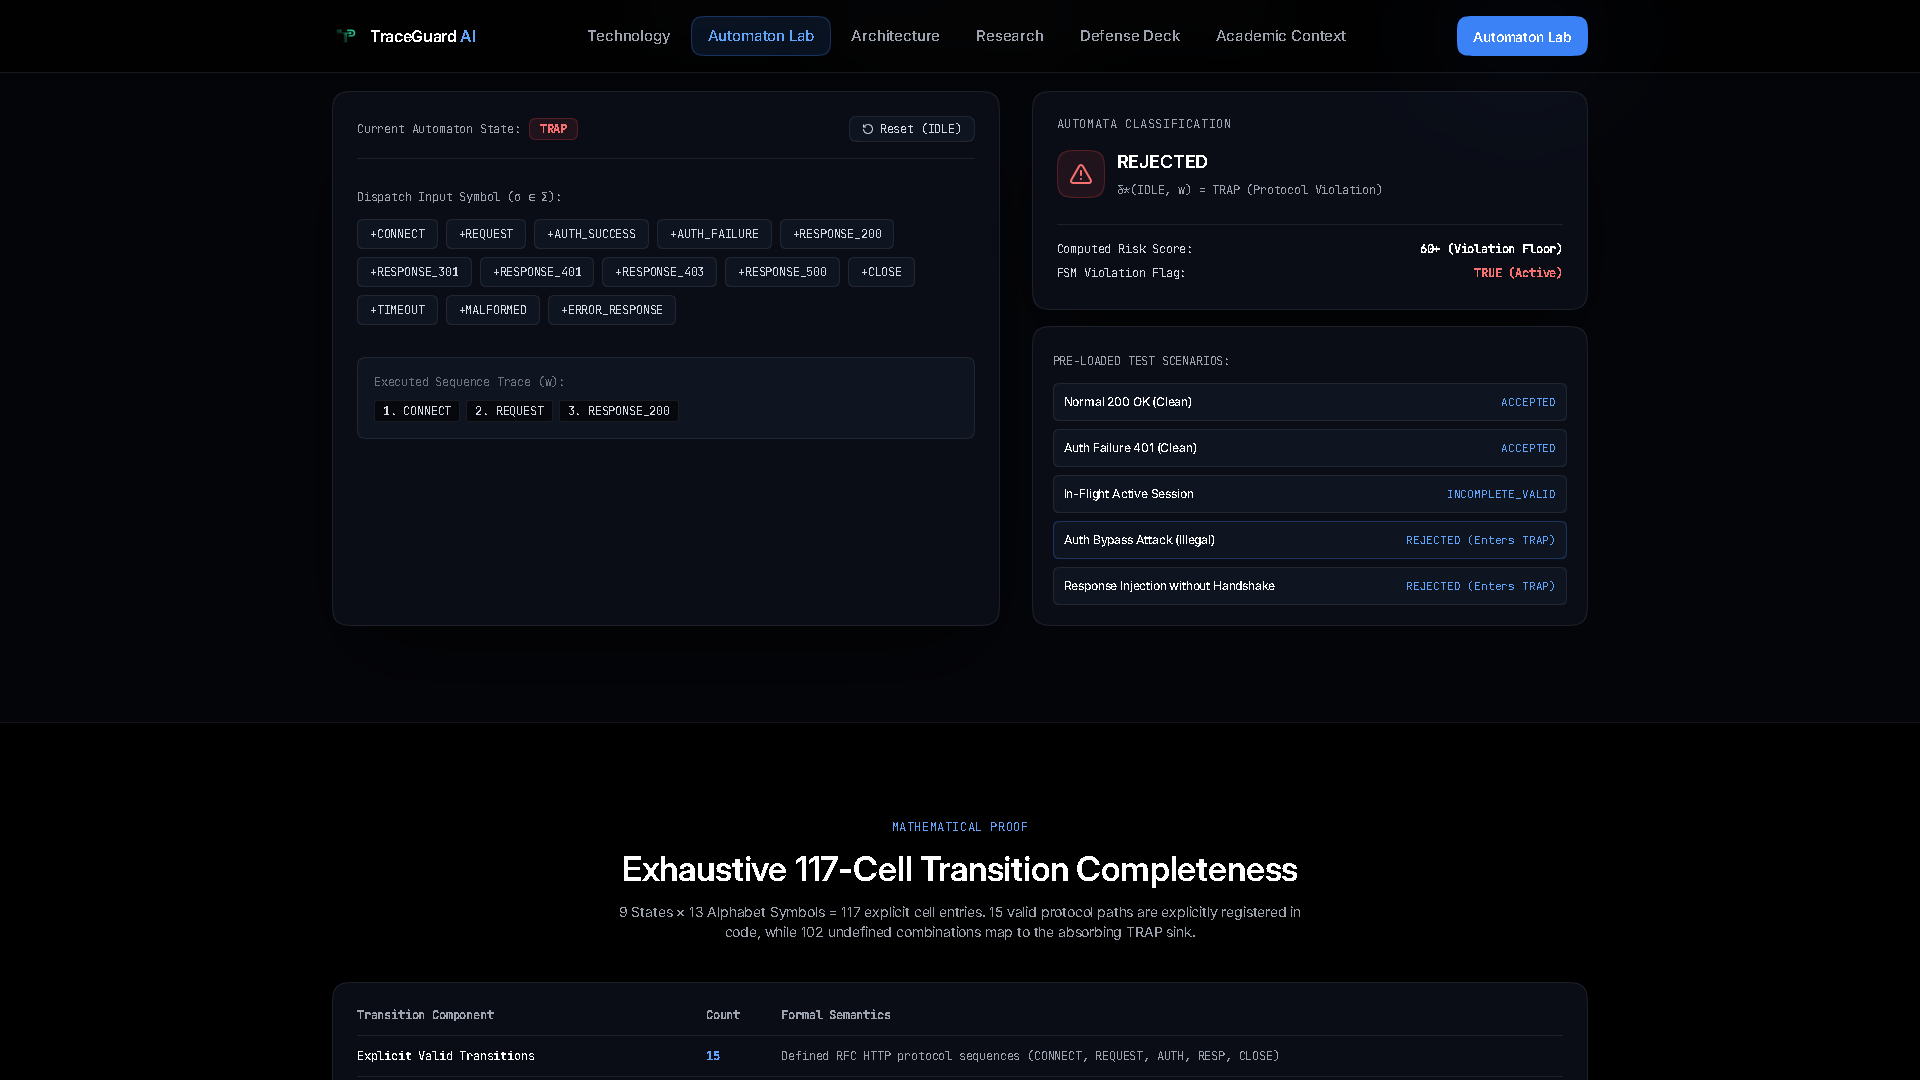 TraceGuard AI
Technology
Automaton Lab
Architecture
Research
Defense Deck
Academic Context
Automaton Lab
Current Automaton State: TRAP
Reset (IDLE)
Dispatch Input Symbol (σ ∈ Σ):
+CONNECT +REQUEST +AUTH_SUCCESS +AUTH_FAILURE +RESPONSE_200
+RESPONSE_301 +RESPONSE_401 +RESPONSE_403 +RESPONSE_500 +CLOSE
+TIMEOUT +MALFORMED +ERROR_RESPONSE
Executed Sequence Trace (w):
1. CONNECT 2. REQUEST 3. RESPONSE_200
AUTOMATA CLASSIFICATION
REJECTED
δ*(IDLE, w) = TRAP (Protocol Violation)
Computed Risk Score: 60+ (Violation Floor)
FSM Violation Flag: TRUE (Active)
PRE-LOADED TEST SCENARIOS:
Normal 200 OK (Clean) ACCEPTED
Auth Failure 401 (Clean) ACCEPTED
In-Flight Active Session INCOMPLETE_VALID
Auth Bypass Attack (Illegal) REJECTED (Enters TRAP)
Response Injection without Handshake REJECTED (Enters TRAP)
MATHEMATICAL PROOF
Exhaustive 117-Cell Transition Completeness
9 States × 13 Alphabet Symbols = 117 explicit cell entries. 15 valid protocol paths are explicitly registered in
code, while 102 undefined combinations map to the absorbing TRAP sink.
Transition Component Count Formal Semantics
Explicit Valid Transitions 15 Defined RFC HTTP protocol sequences (CONNECT, REQUEST, AUTH, RESP, CLOSE)